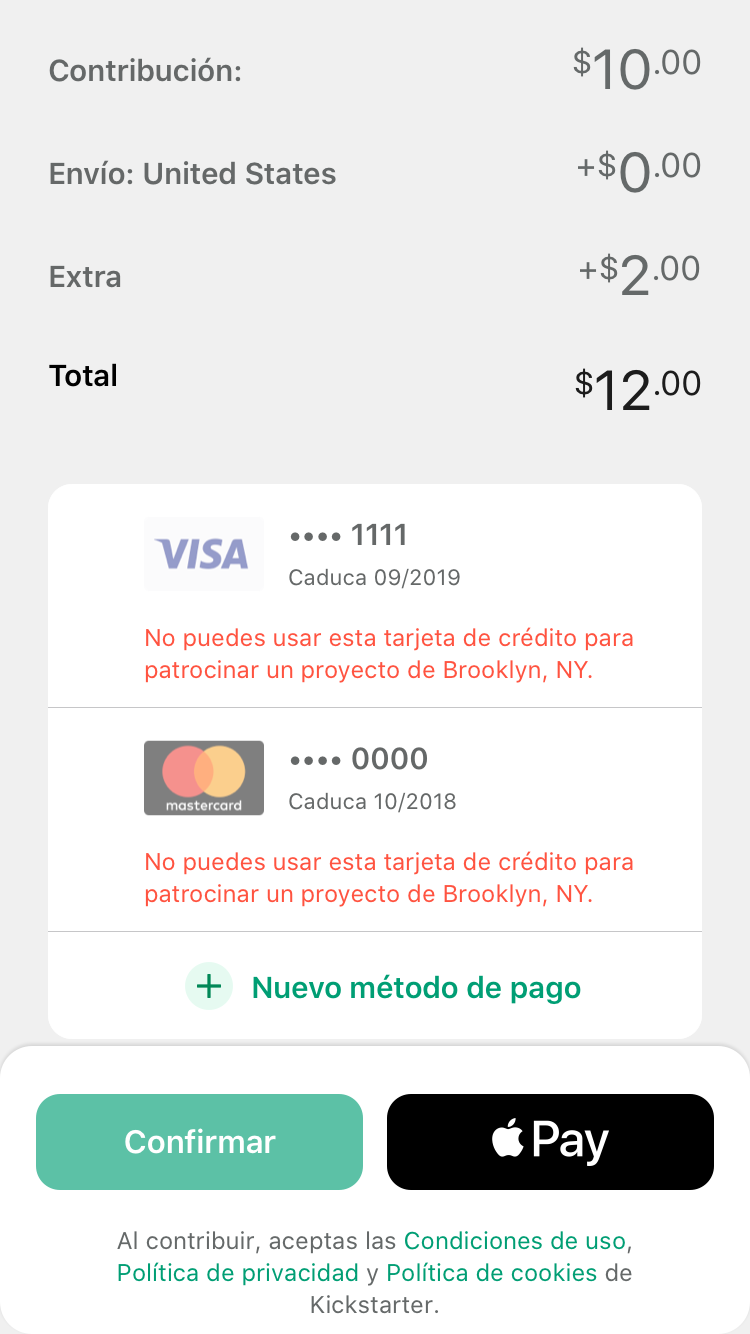 Contribución: $10.00
Envío: United States +$0.00
Extra +$2.00
Total $12.00
VISA •••• 1111
Caduca 09/2019
No puedes usar esta tarjeta de crédito para
patrocinar un proyecto de Brooklyn, NY.
•••• 0000
mastercard Caduca 10/2018
No puedes usar esta tarjeta de crédito para
patrocinar un proyecto de Brooklyn, NY.
+ Nuevo método de pago
Confirmar Pay
Al contribuir, aceptas las Condiciones de uso,
Política de privacidad y Política de cookies de
Kickstarter.